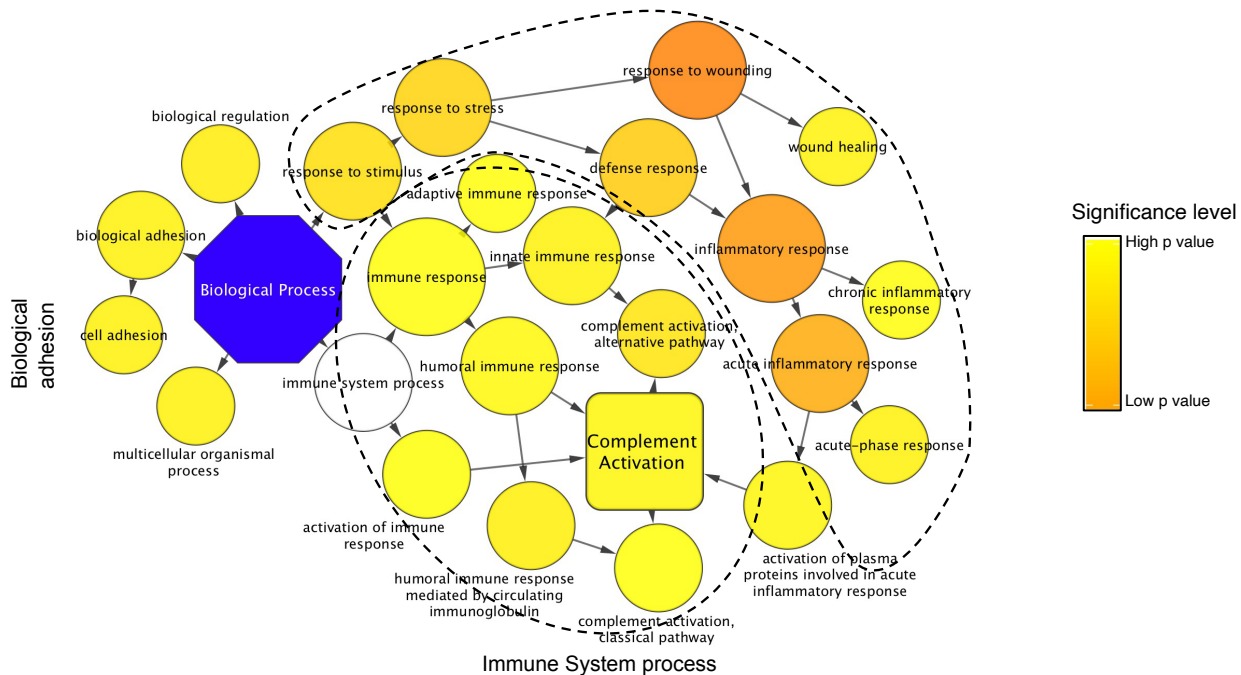 response to wounding
biological regulation
response to stress
wound healing
response to stimulus
defense response
adaptive immune response
biological adhesion
inflammatory response
innate immune response
immune response
Biological Process
chronic inflammatory
response
complement activation,
alternative pathway
cell adhesion
humoral immune response
acute inflammatory response
immune system process
Complement
Activation
acute-phase response
multicellular organismal
process
activation of immune
response
activation of plasma
proteins involved in acute
inflammatory response
humoral immune response
mediated by circulating
immunoglobulin
complement activation,
classical pathway
Biological
adhesion
Immune System process
Significance level
High p value
Low p value